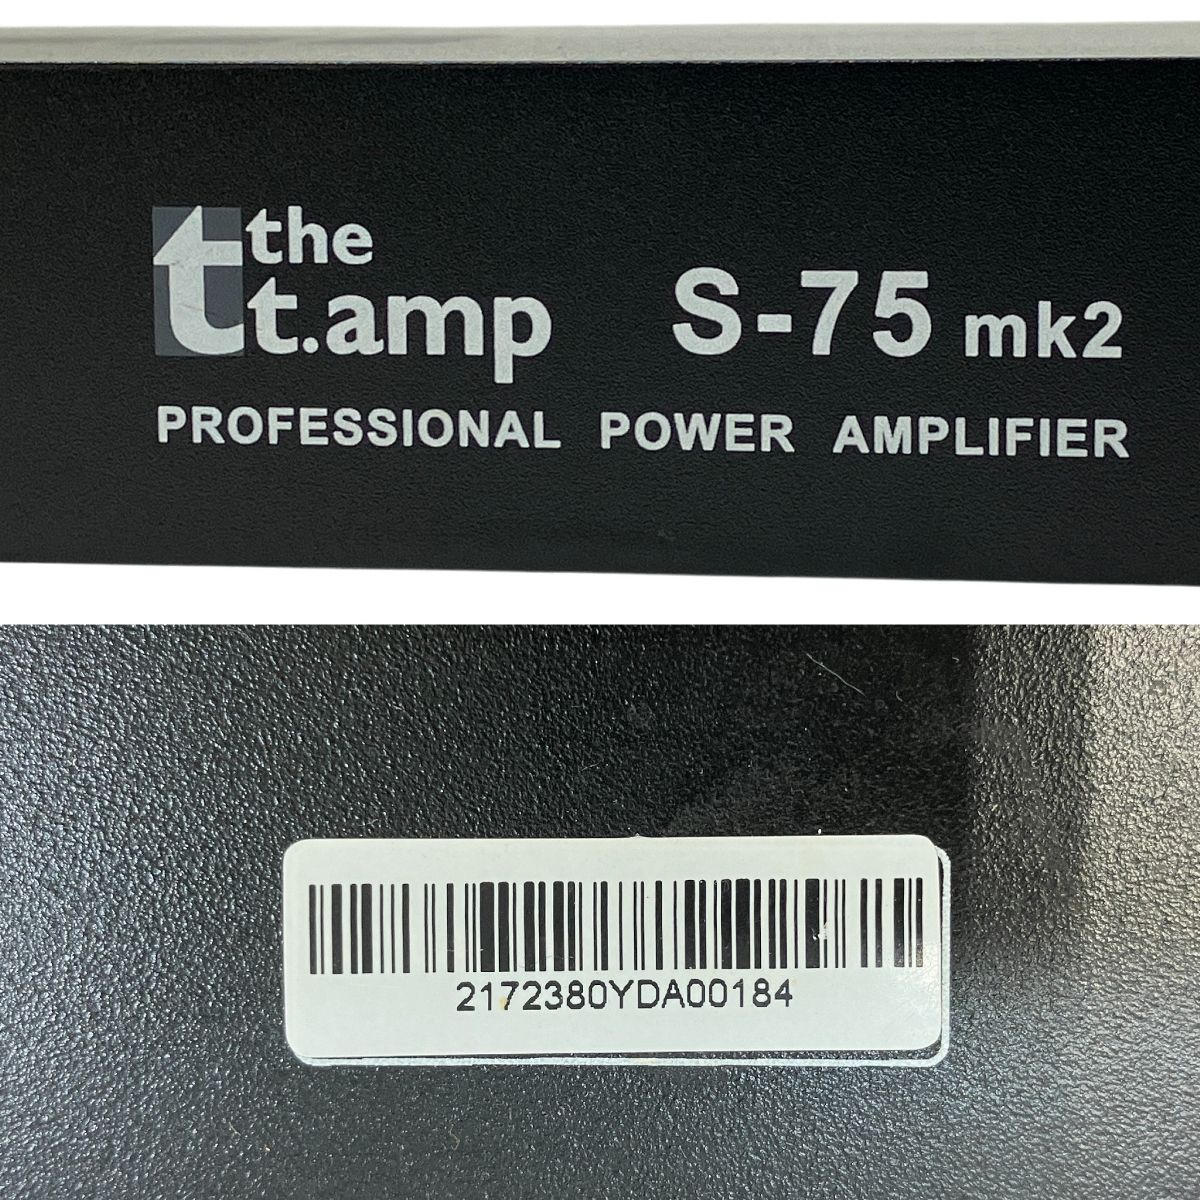 the
t.amp
S-75 mk2
PROFESSIONAL POWER AMPLIFIER
2172380YDA00184